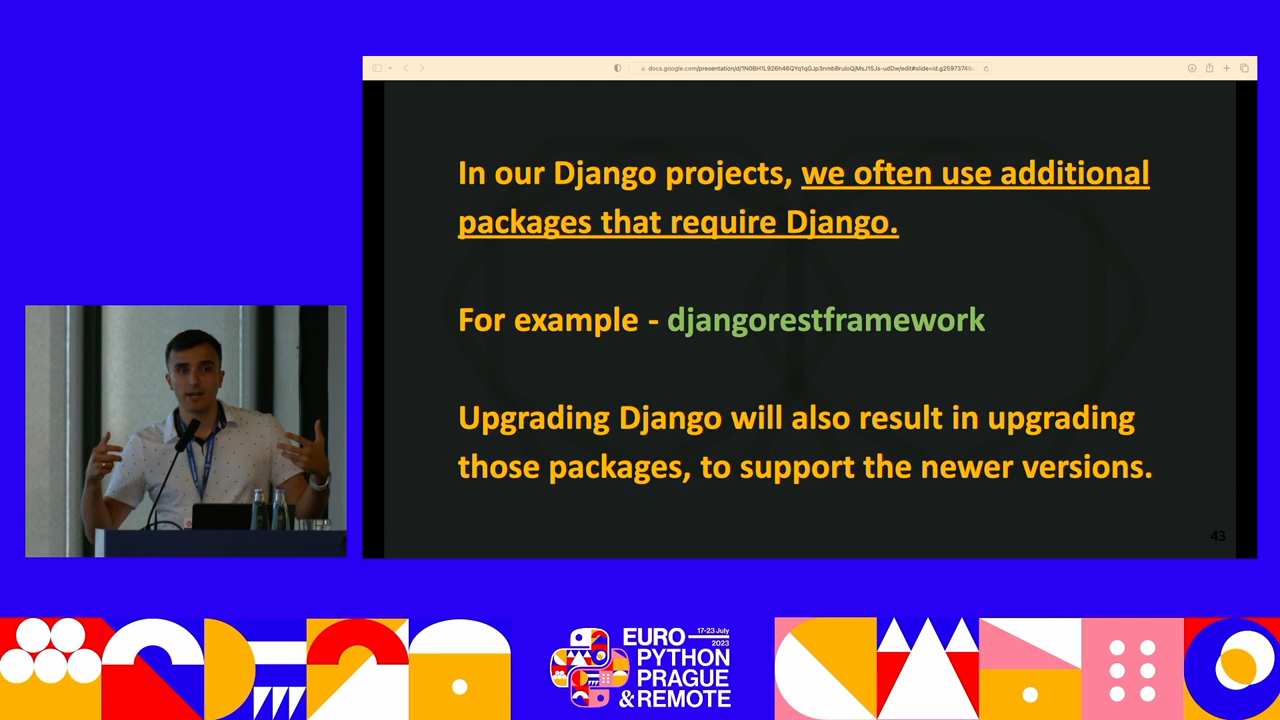 In our Django projects, we often use additional
packages that require Django.
For example - djangorestframework
Upgrading Django will also result in upgrading
those packages, to support the newer versions.
43
EURO
17-23 July
2023
PYTHON
PRAGUE
& REMOTE